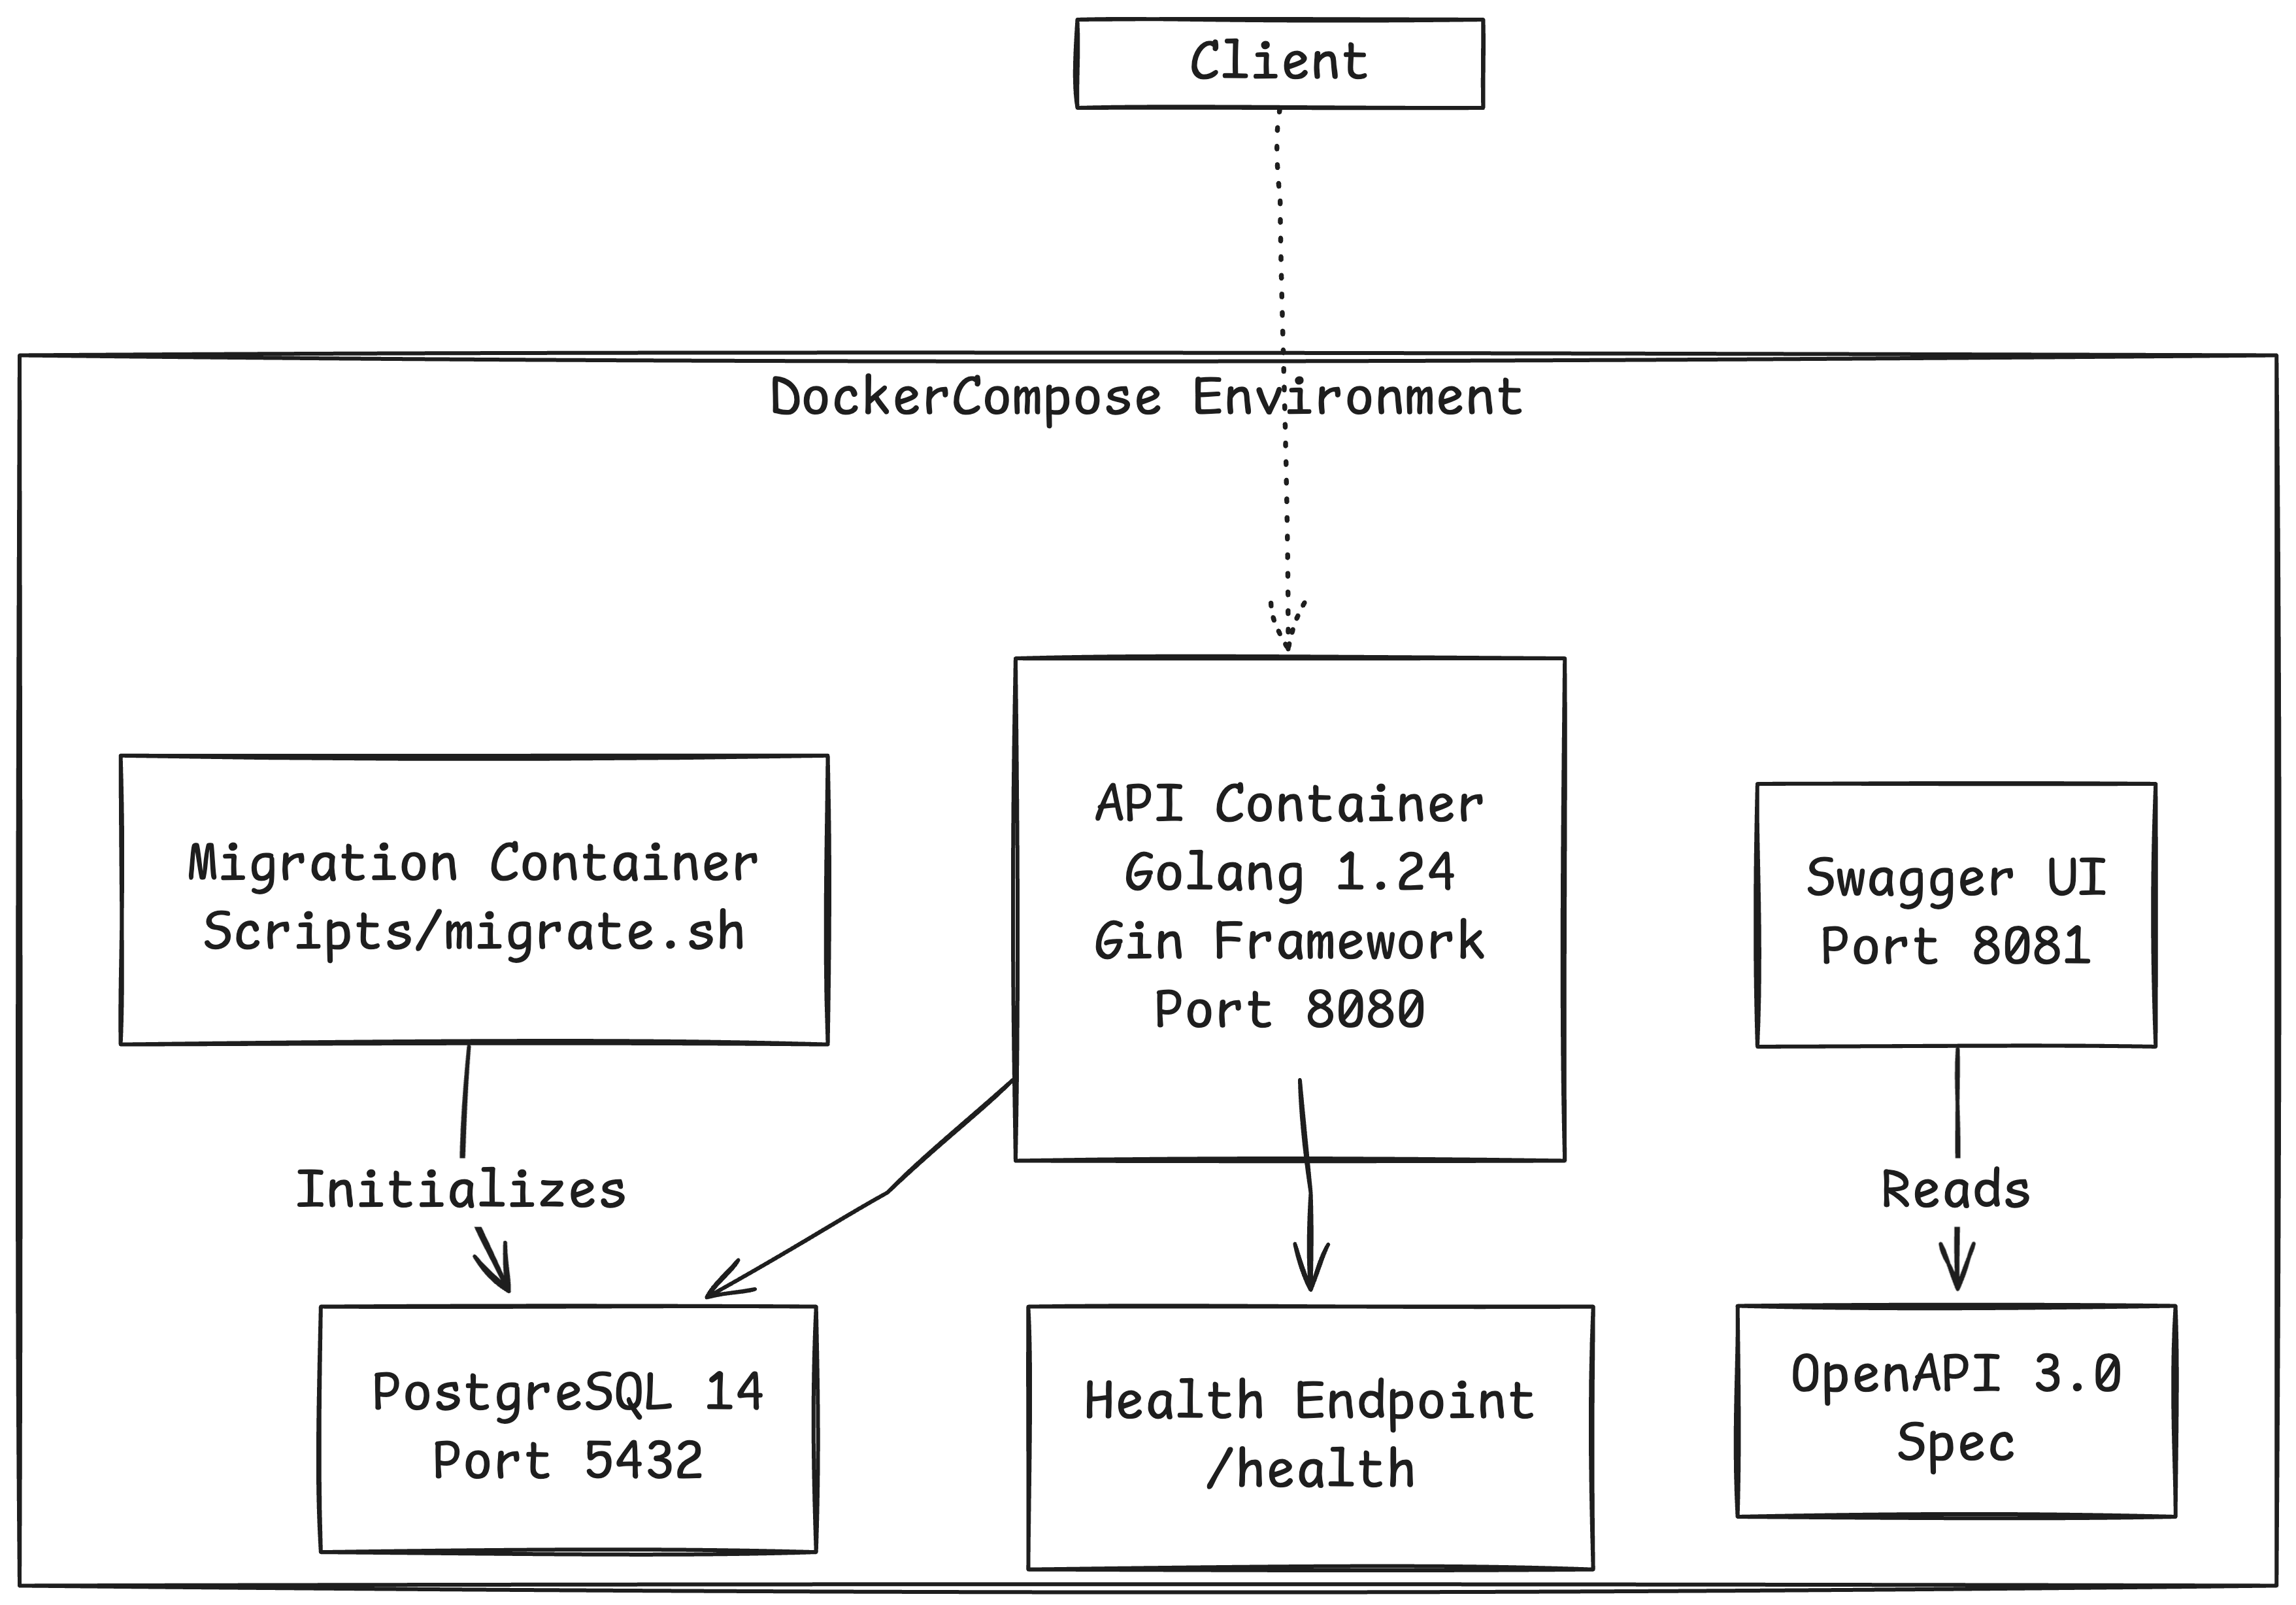 Client
DockerCompose Environment
Migration Container
Scripts/migrate.sh
API Container
Golang 1.24
Gin Framework
Port 8080
Swagger UI
Port 8081
Initializes
Reads
PostgreSQL 14
Port 5432
Health Endpoint
/health
OpenAPI 3.0
Spec